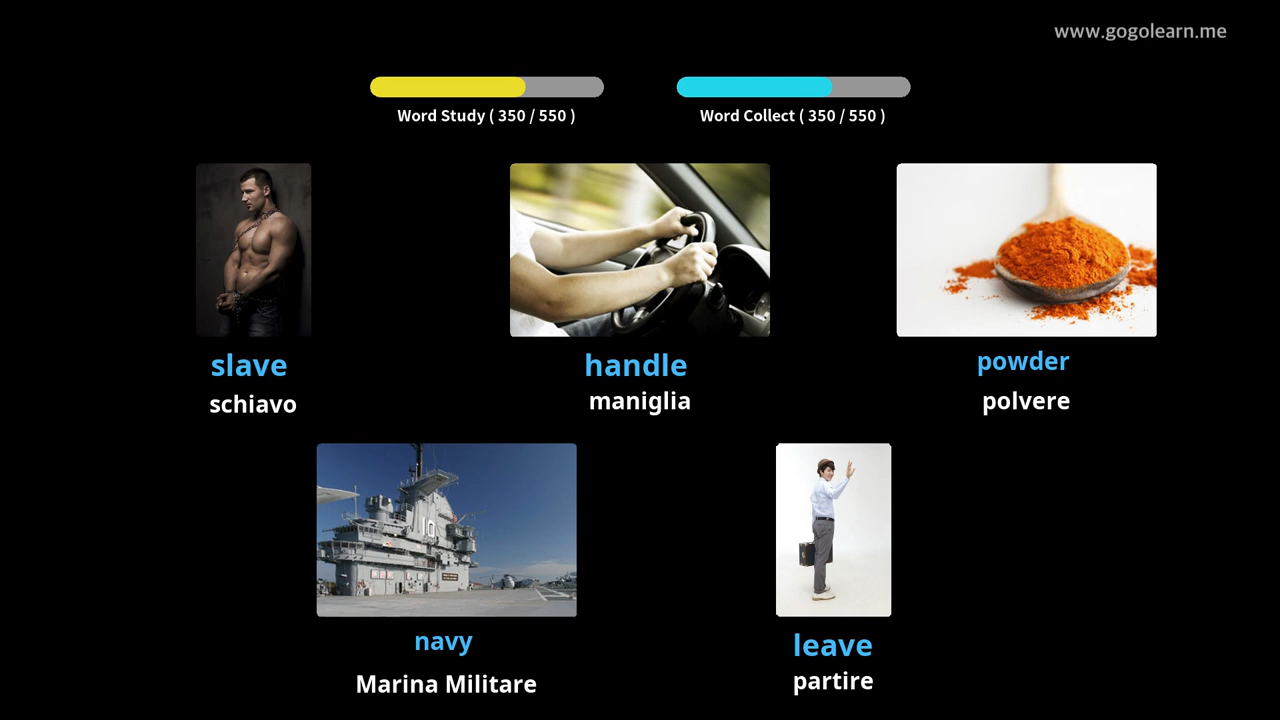 www.gogolearn.me
Word Study ( 350 / 550 )
Word Collect ( 350 / 550 )
slave
schiavo
handle
maniglia
powder
polvere
10
navy
Marina Militare
leave
partire